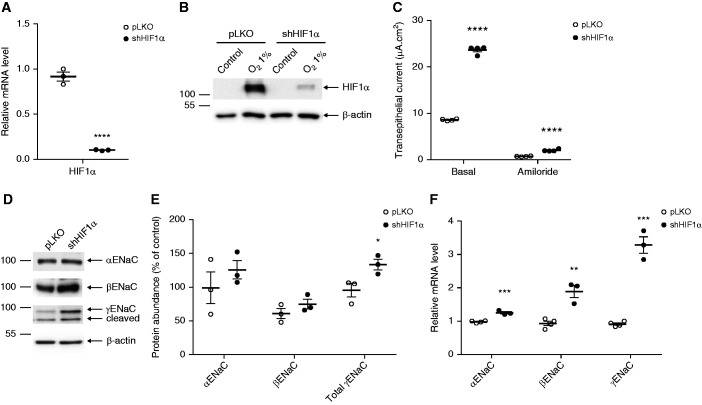 A
pLKO
shHIF1α
Relative mRNA level
1.5
1.0
0.5
0.0
****
HIF1α
B
pLKO shHIF1α
Control
O2 1%
Control
O2 1%
100
55
HIF1α
β-actin
C
pLKO
shHIF1α
Transepithelial current (μA.cm2)
30
20
10
0
****
****
Basal Amiloride
D
pLKO
shHIF1α
100
100
100
55
αENaC
βENaC
γENaC
cleaved
β-actin
E
pLKO
shHIF1α
Protein abundance (% of control)
200
150
100
50
0
*
αENaC
βENaC
Total γENaC
F
pLKO
shHIF1α
Relative mRNA level
4
3
2
1
0
***
**
***
αENaC
βENaC
γENaC